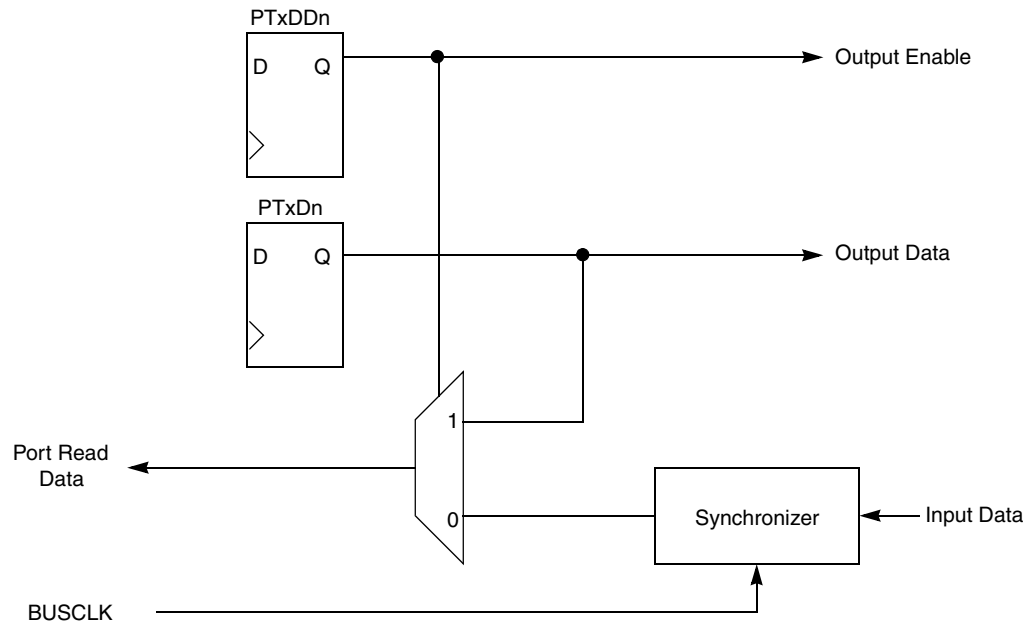 PTxDDn
D Q
Output Enable
PTxDn
D Q
Output Data
1
Port Read
Data
0
Synchronizer
Input Data
BUSCLK